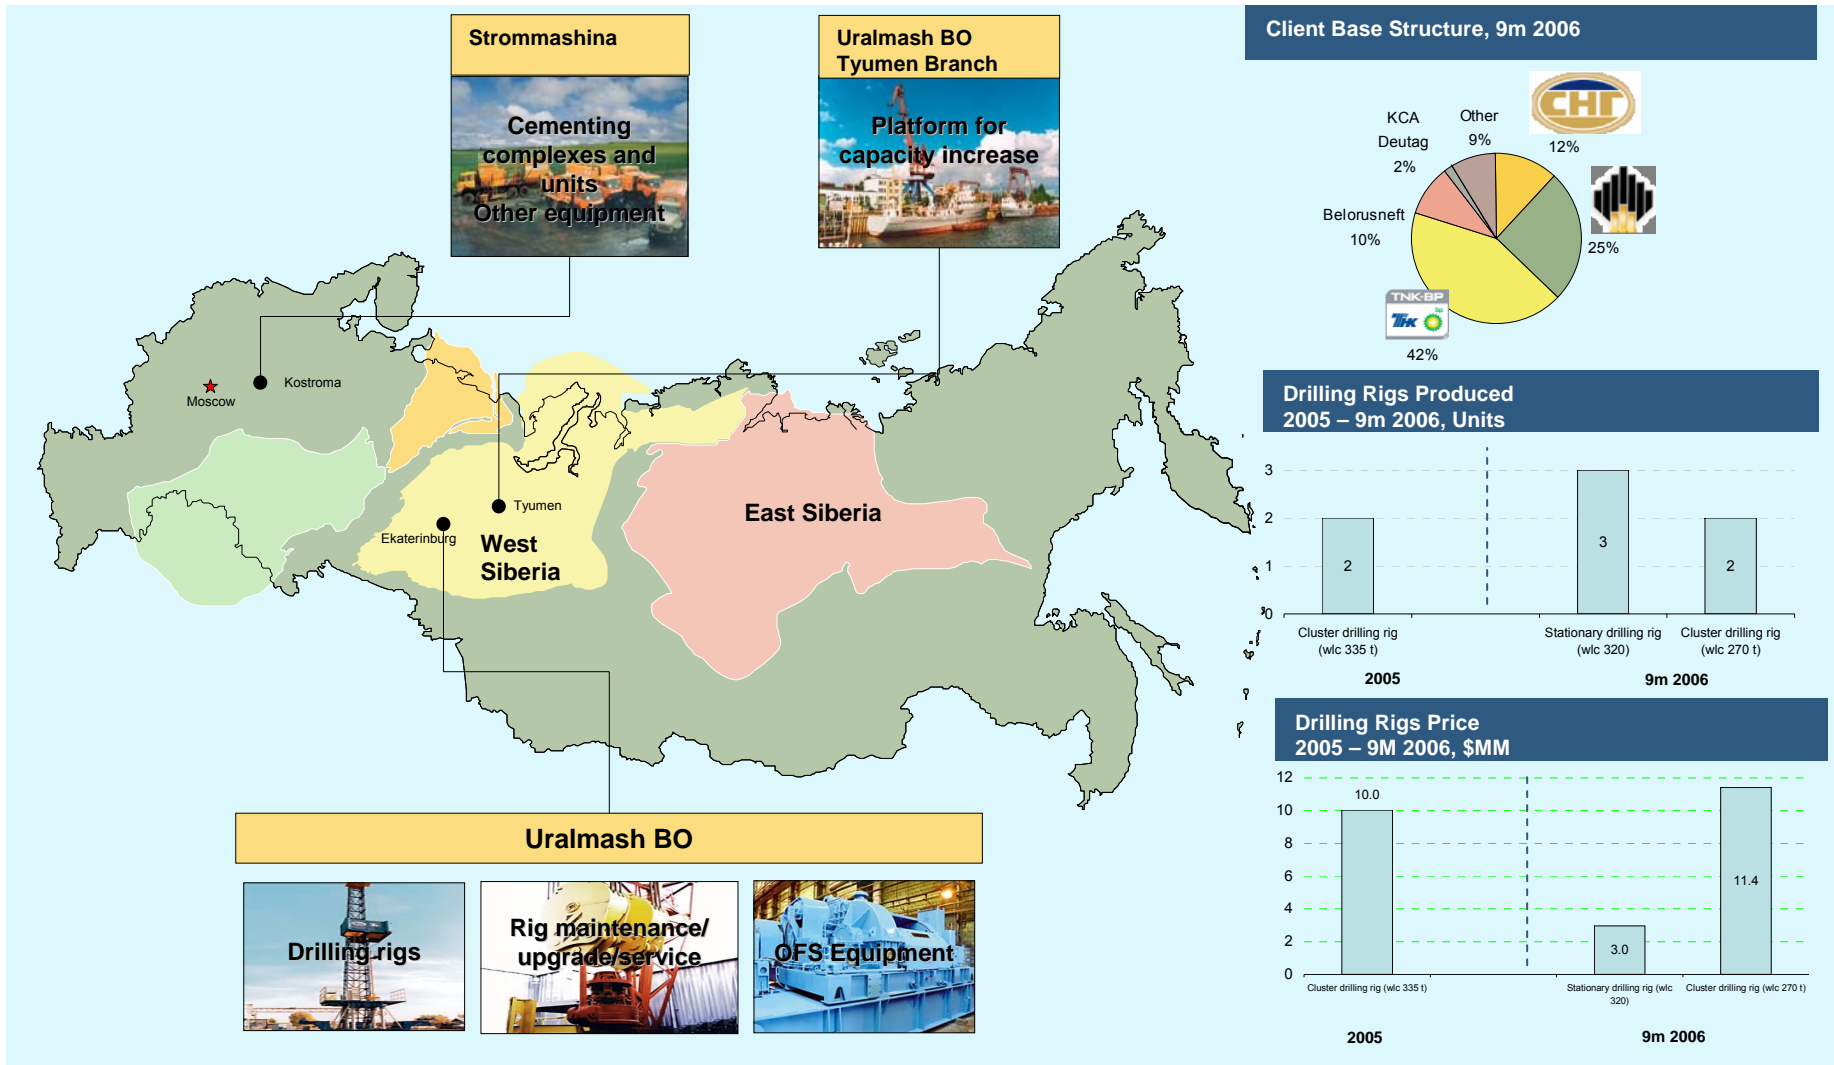 Strommashina
Cementing
complexes and
units
Other equipment
Uralmash BO
Tyumen Branch
Platform for
capacity increase
Client Base Structure, 9m 2006
СНГ
12%
25%
TNK-BP
ТНК bp
42%
Belorusneft
10%
KCA
Deutag
2%
Other
9%
Moscow
Kostroma
Tyumen
Ekaterinburg
West
Siberia
East Siberia
Drilling Rigs Produced
2005 – 9m 2006, Units
3
2
1
0
2
3
2
Cluster drilling rig
(wlc 335 t)
Stationary drilling rig
(wlc 320)
Cluster drilling rig
(wlc 270 t)
2005
9m 2006
Drilling Rigs Price
2005 – 9M 2006, $MM
12
10
8
6
4
2
0
10.0
3.0
11.4
Cluster drilling rig (wlc 335 t)
Stationary drilling rig (wlc
320)
Cluster drilling rig (wlc 270 t)
2005
9m 2006
Uralmash BO
Drilling rigs
Rig maintenance/
upgrade/service
OFS Equipment